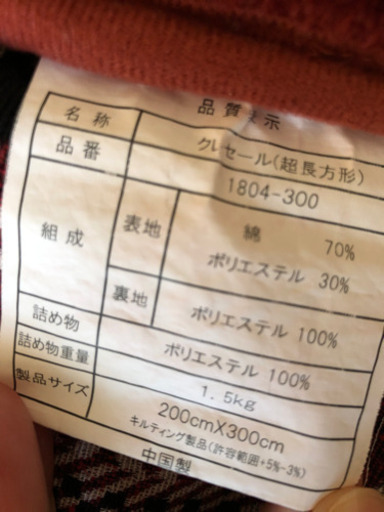 品質表示
名称 クレセール(超長方形)
品番 1804-300
組成 表地 綿 70%
ポリエステル 30%
裏地 ポリエステル 100%
詰め物 ポリエステル 100%
詰め物重量 1.5kg
製品サイズ 200cmX300cm
キルティング製品(許容範囲+5%-3%)
中国製